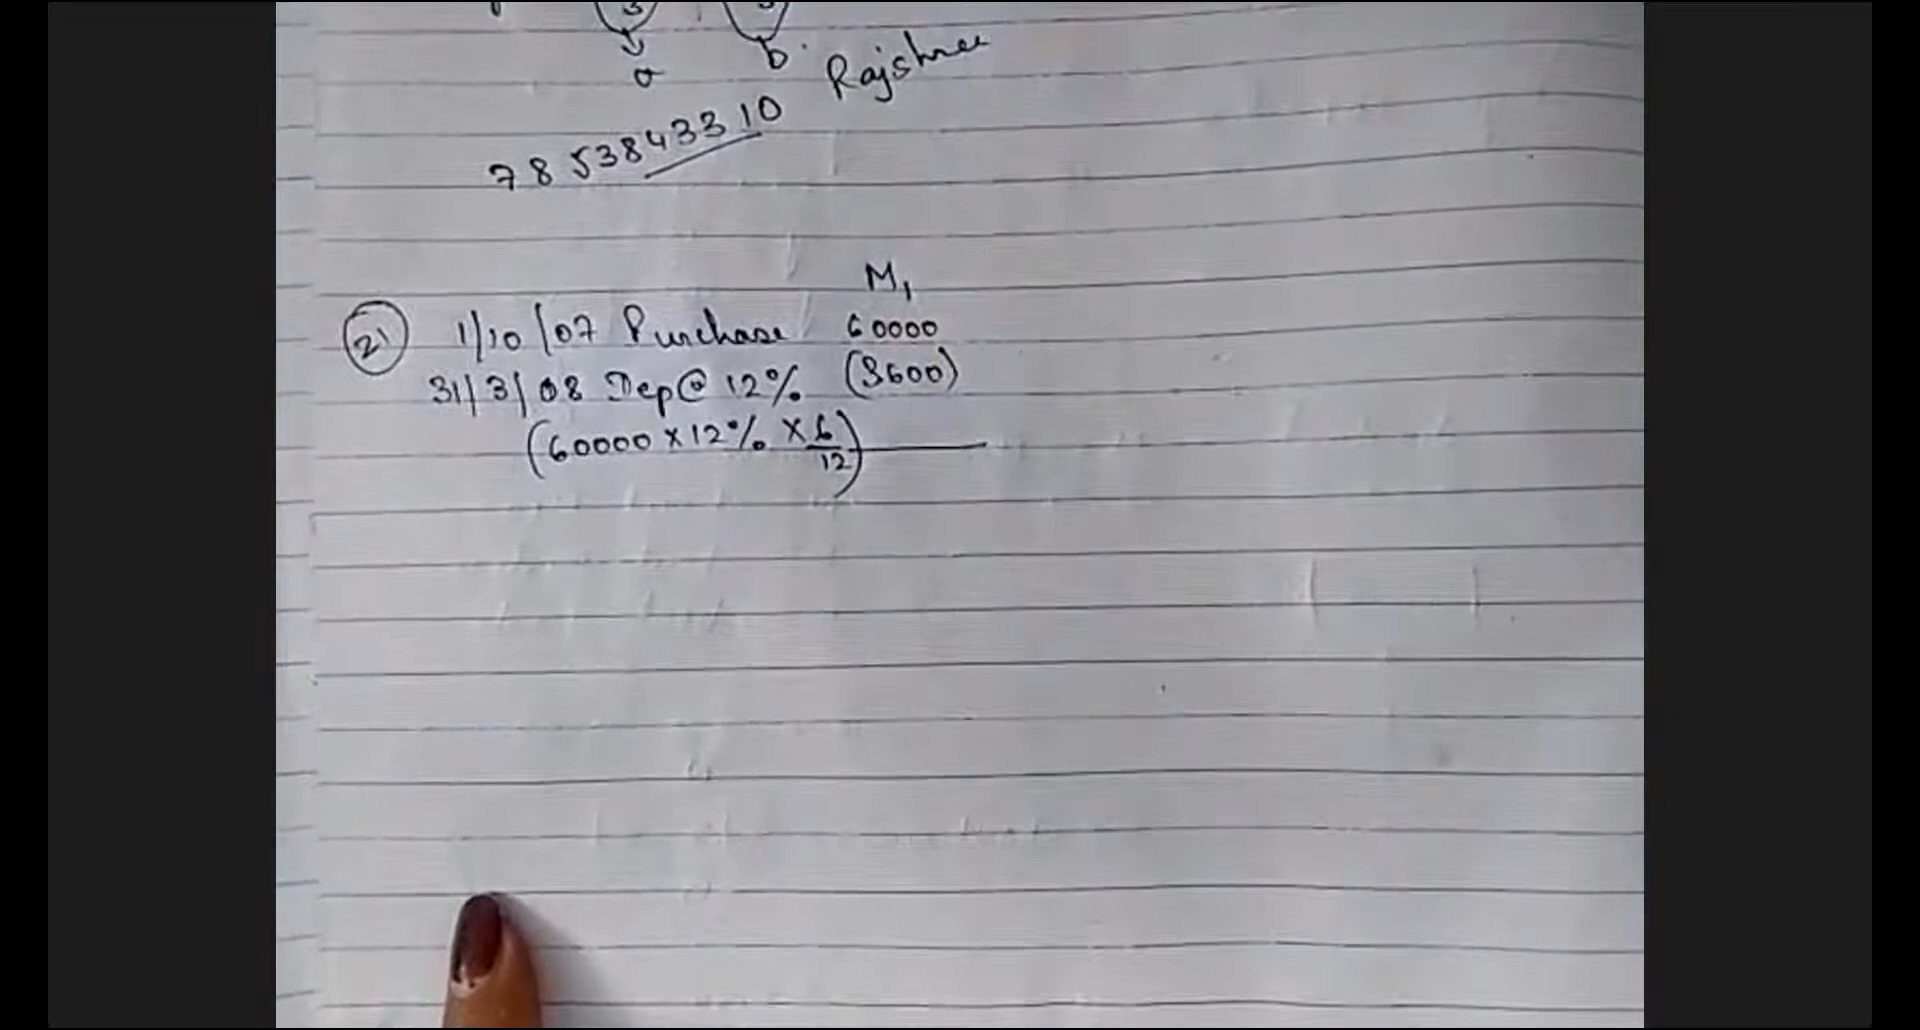 a b. Rajshree
7853843310
M1
21 1/10/07 Purchase 60000
31/3/08 Dep@ 12% (3600)
(60000 x 12% x 6/12)